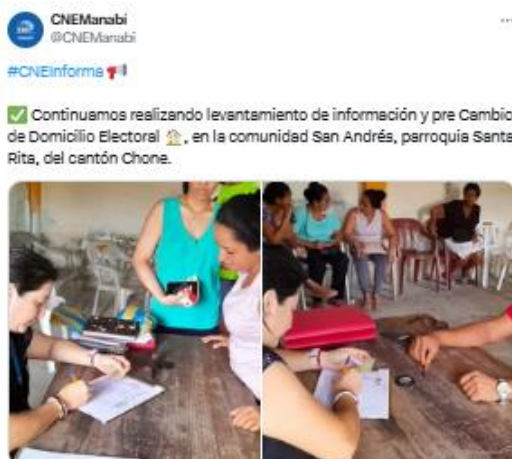 CNEManabi
@CNEManabi
#CNEInforma
Continuamos realizando levantamiento de información y pre Cambio
de Domicilio Electoral , en la comunidad San Andrés, parroquia Santa
Rita, del cantón Chone.